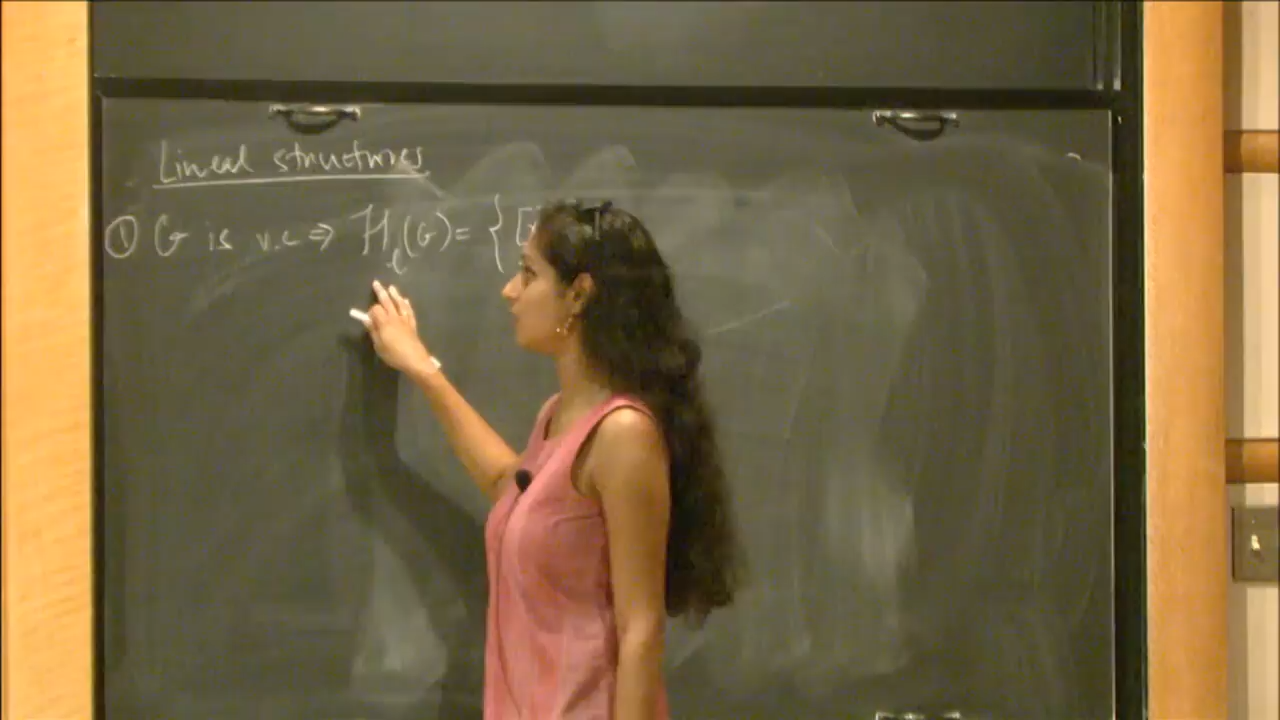 Lineal structures
① G is v.c ⇒ H_ℓ(G) = { [